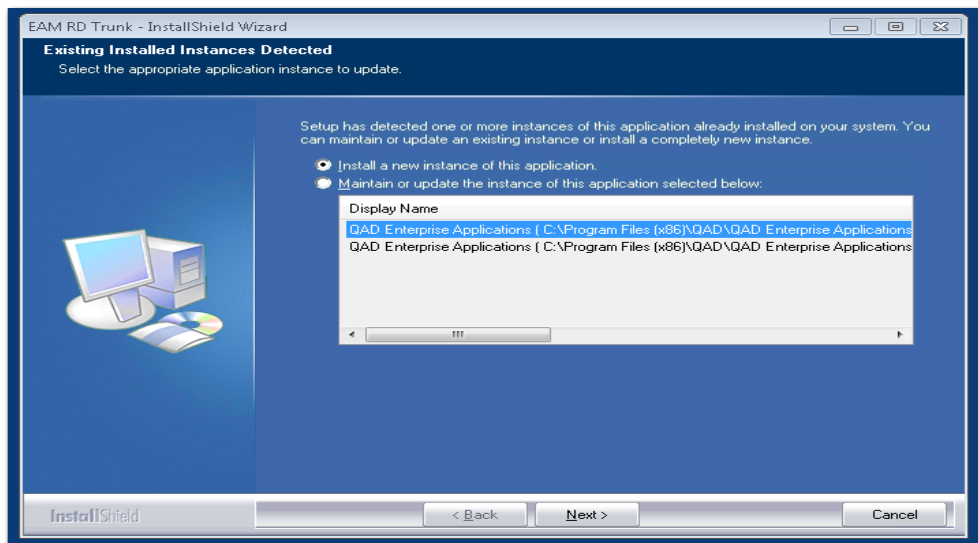 EAM RD Trunk - InstallShield Wizard
Existing Installed Instances Detected
Select the appropriate application instance to update.
Setup has detected one or more instances of this application already installed on your system. You
can maintain or update an existing instance or install a completely new instance.
Install a new instance of this application.
Maintain or update the instance of this application selected below:
Display Name
QAD Enterprise Applications ( C:\Program Files (x86)\QAD\QAD Enterprise Applications
QAD Enterprise Applications ( C:\Program Files (x86)\QAD\QAD Enterprise Applications
InstallShield
< Back
Next >
Cancel